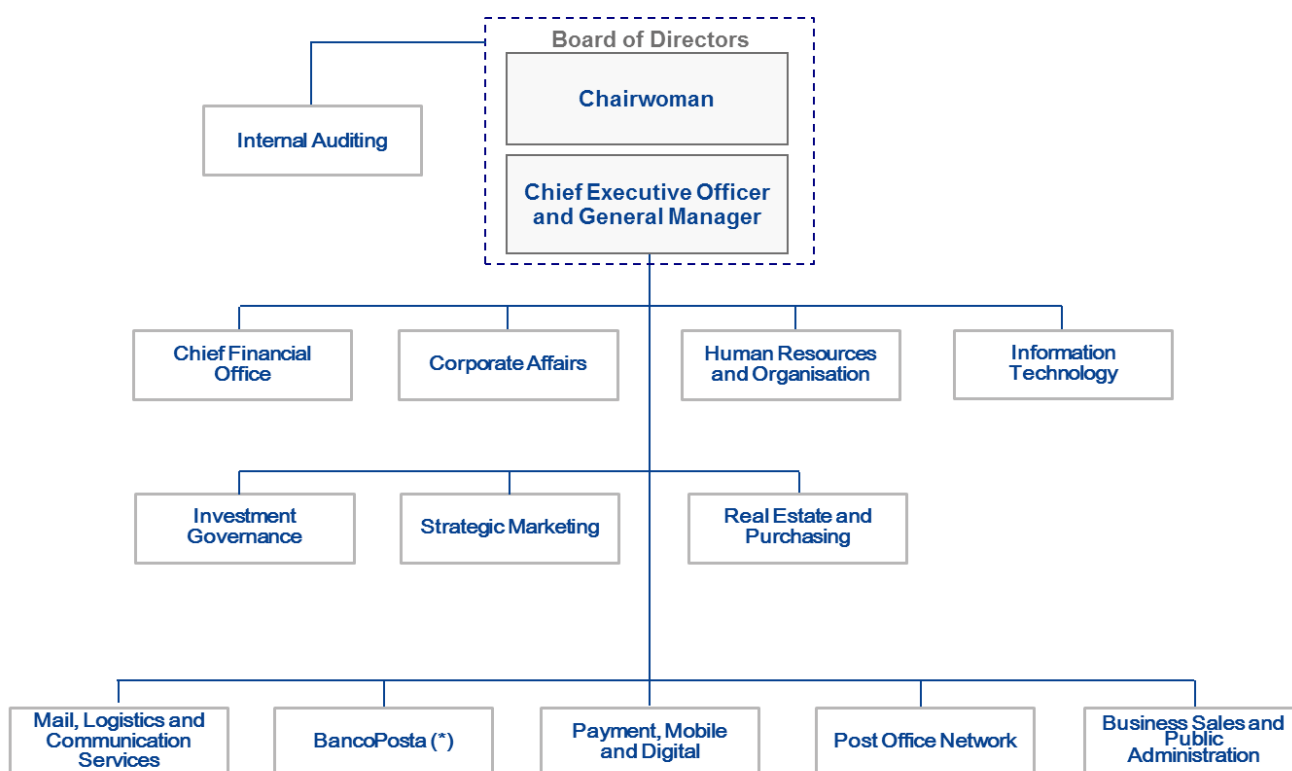 Board of Directors
Chairwoman
Internal Auditing
Chief Executive Officer
and General Manager
Chief Financial
Office
Corporate Affairs
Human Resources
and Organisation
Information
Technology
Investment
Governance
Strategic Marketing
Real Estate and
Purchasing
Mail, Logistics and
Communication
Services
BancoPosta (*)
Payment, Mobile
and Digital
Post Office Network
Business Sales and
Public
Administration